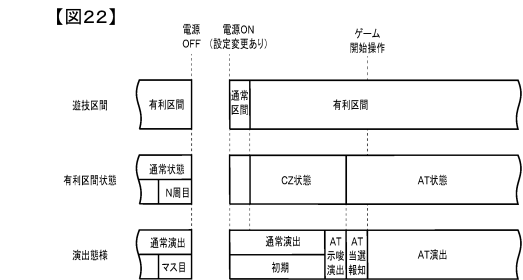 【図22】
電源
OFF
電源ON
(設定変更あり)
ゲーム
開始操作
遊技区間
有利区間
通常
区間
有利区間
有利区間状態
通常状態
N周目
CZ状態
AT状態
演出態様
通常演出
マス目
通常演出
初期
AT
示唆
演出
AT
当選
報知
AT演出